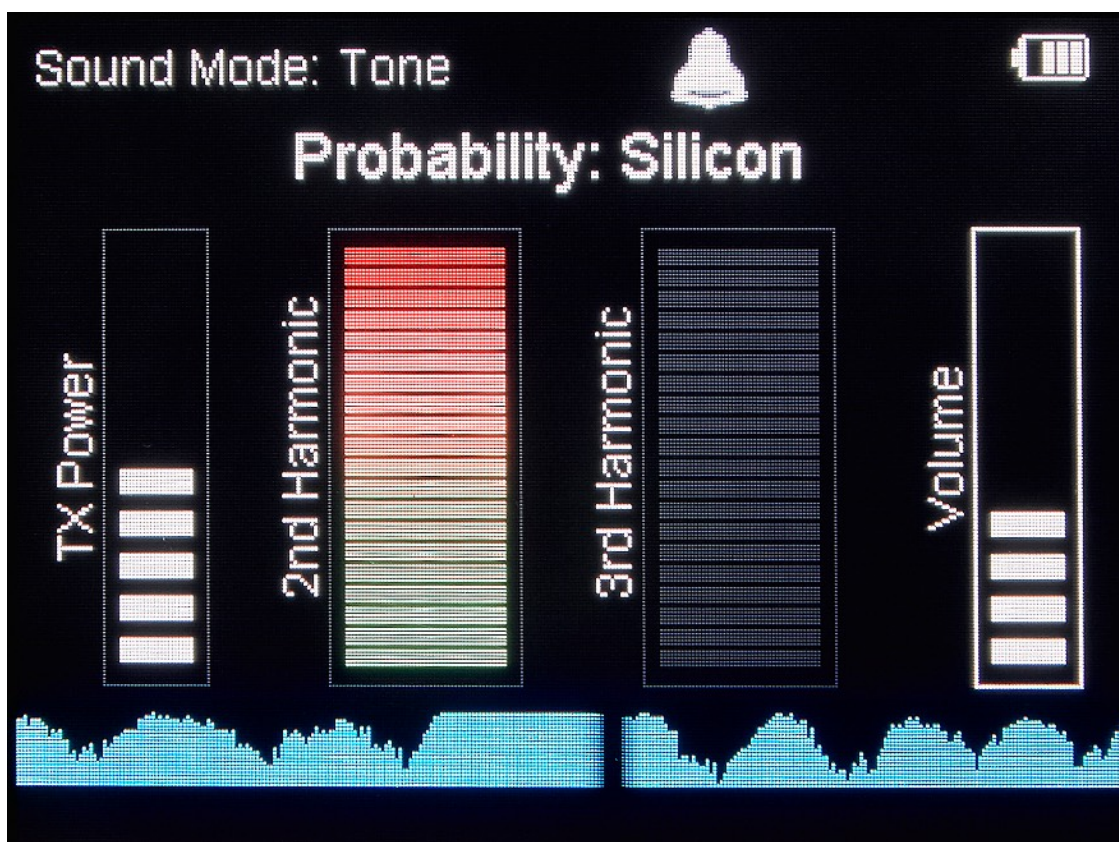 Sound Mode: Tone
Probability: Silicon
TX Power
2nd Harmonic
3rd Harmonic
Volume